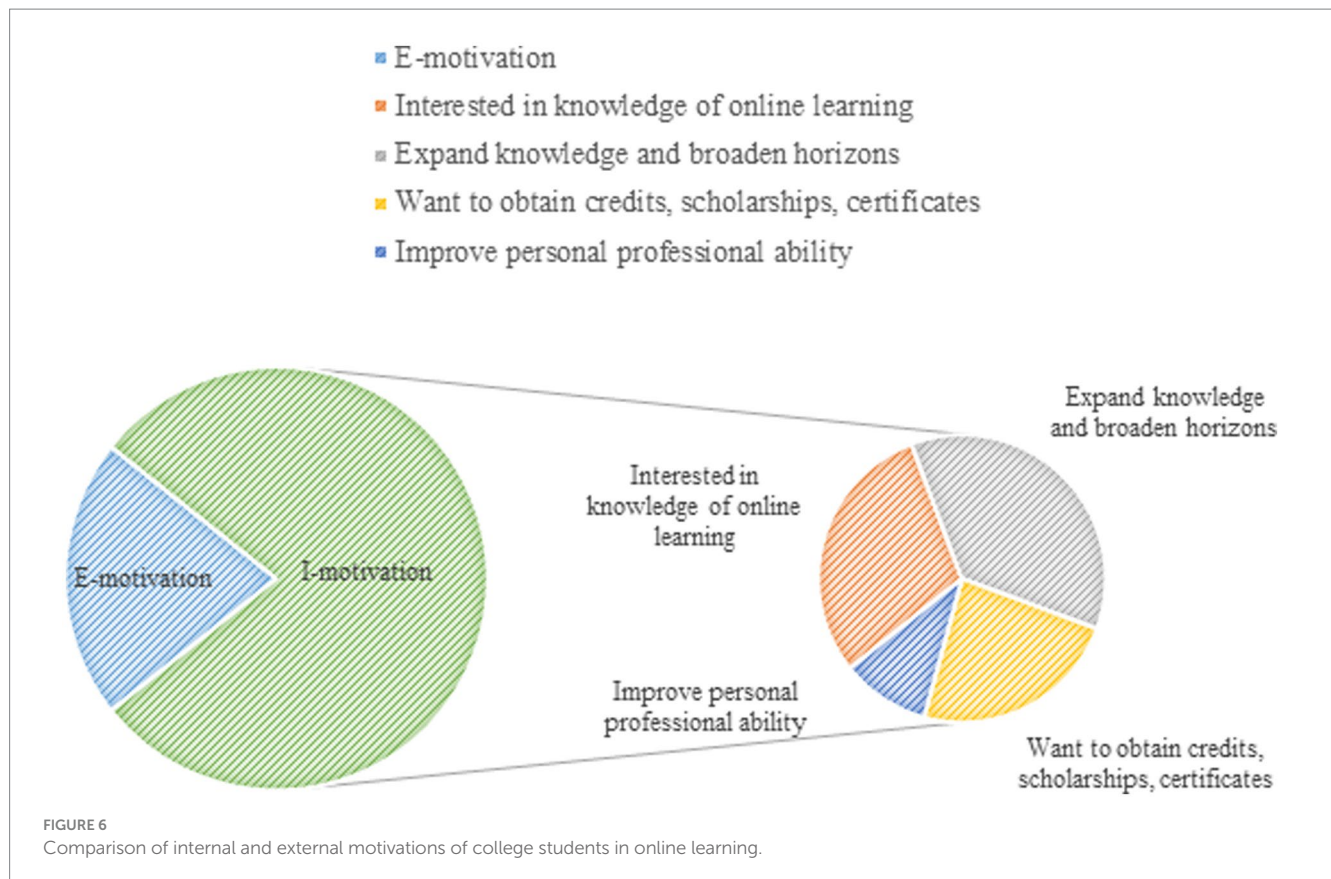 E-motivation
Interested in knowledge of online learning
Expand knowledge and broaden horizons
Want to obtain credits, scholarships, certificates
Improve personal professional ability
Expand knowledge
and broaden horizons
Interested in
knowledge of online
learning
E-motivation
I-motivation
Improve personal
professional ability
Want to obtain credits,
scholarships, certificates
FIGURE 6
Comparison of internal and external motivations of college students in online learning.